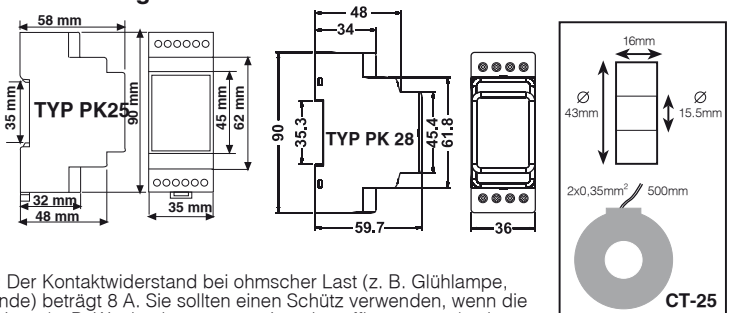 58 mm
35 mm
TYP PK25
90 mm
45 mm
62 mm
32 mm
48 mm
35 mm
48
34
90
35.3
TYP PK 28
45.4
61.8
59.7
36
16mm
Ø
43mm
Ø
15.5mm
2x0,35mm²
500mm
CT-25
Der Kontaktwiderstand bei ohmscher Last (z. B. Glühlampe,
beträgt 8 A. Sie sollten einen Schütz verwenden, wenn die